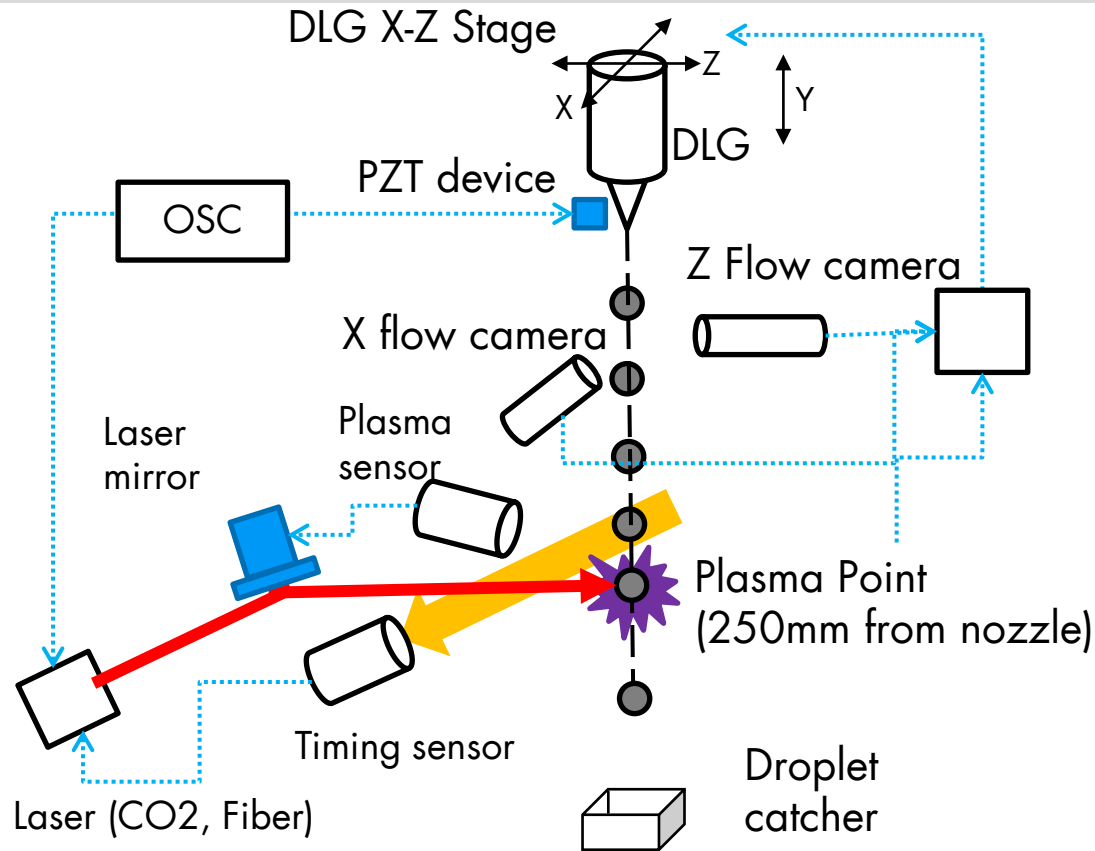 DLG X-Z Stage
Z
X
Y
DLG
PZT device
OSC
Z Flow camera
X flow camera
Plasma
sensor
Laser
mirror
Plasma Point
(250mm from nozzle)
Timing sensor
Droplet
catcher
Laser (CO2, Fiber)